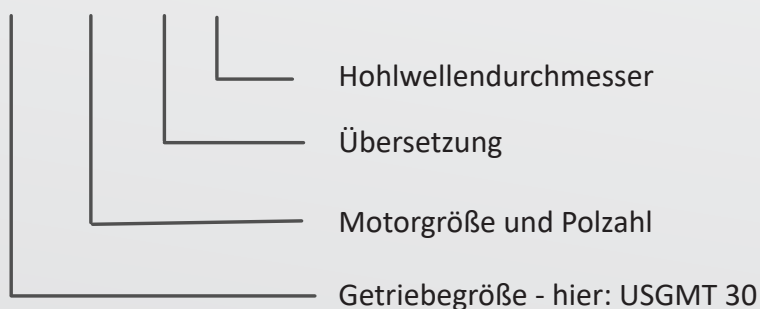 Hohlwellendurchmesser
Übersetzung
Motorgröße und Polzahl
Getriebegröße - hier: USGMT 30